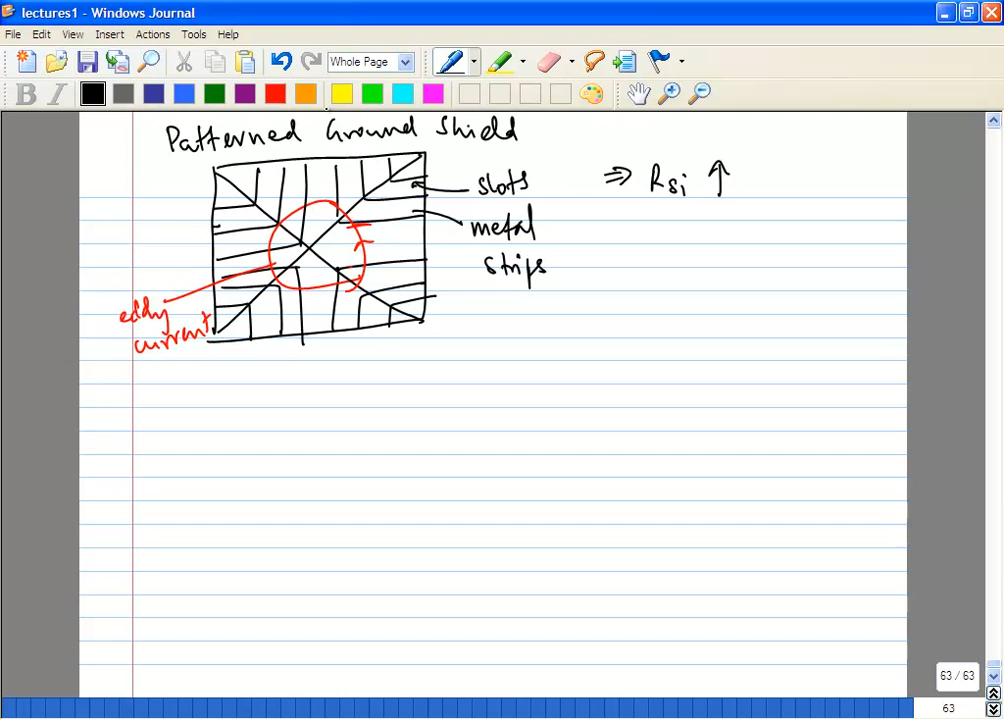 lectures1 - Windows Journal
File Edit View Insert Actions Tools Help
Whole Page
B I
Patterned Ground Shield
slots
⇒ Rsi ↑
metal
strips
eddy
current
63 / 63
63